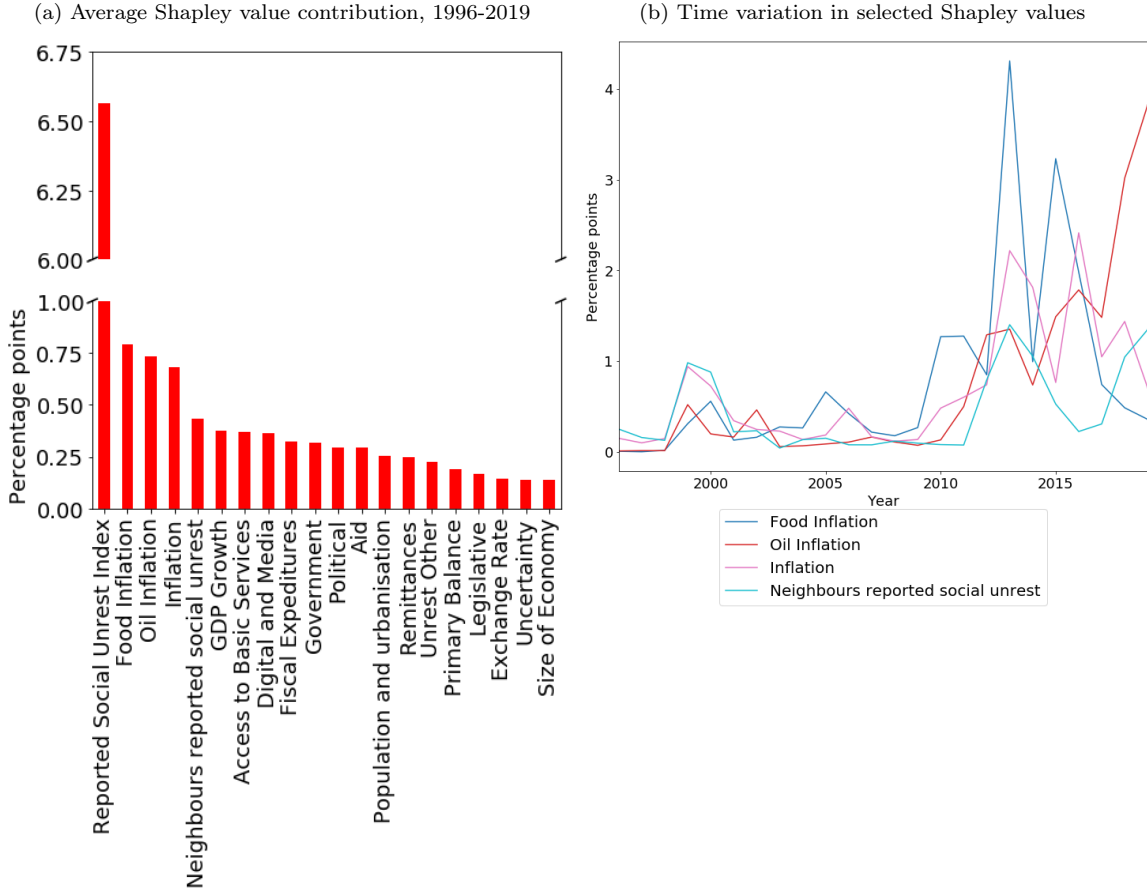 (a) Average Shapley value contribution, 1996-2019
6.75
6.50
6.25
6.00
1.00
0.75
0.50
0.25
0.00
Percentage points
Reported Social Unrest Index
Food Inflation
Oil Inflation
Inflation
Neighbours reported social unrest
GDP Growth
Access to Basic Services
Digital and Media
Fiscal Expeditures
Government
Political
Aid
Population and urbanisation
Remittances
Unrest Other
Primary Balance
Legislative
Exchange Rate
Uncertainty
Size of Economy
(b) Time variation in selected Shapley values
4
3
2
1
0
Percentage points
2000
2005
2010
2015
Year
Food Inflation
Oil Inflation
Inflation
Neighbours reported social unrest